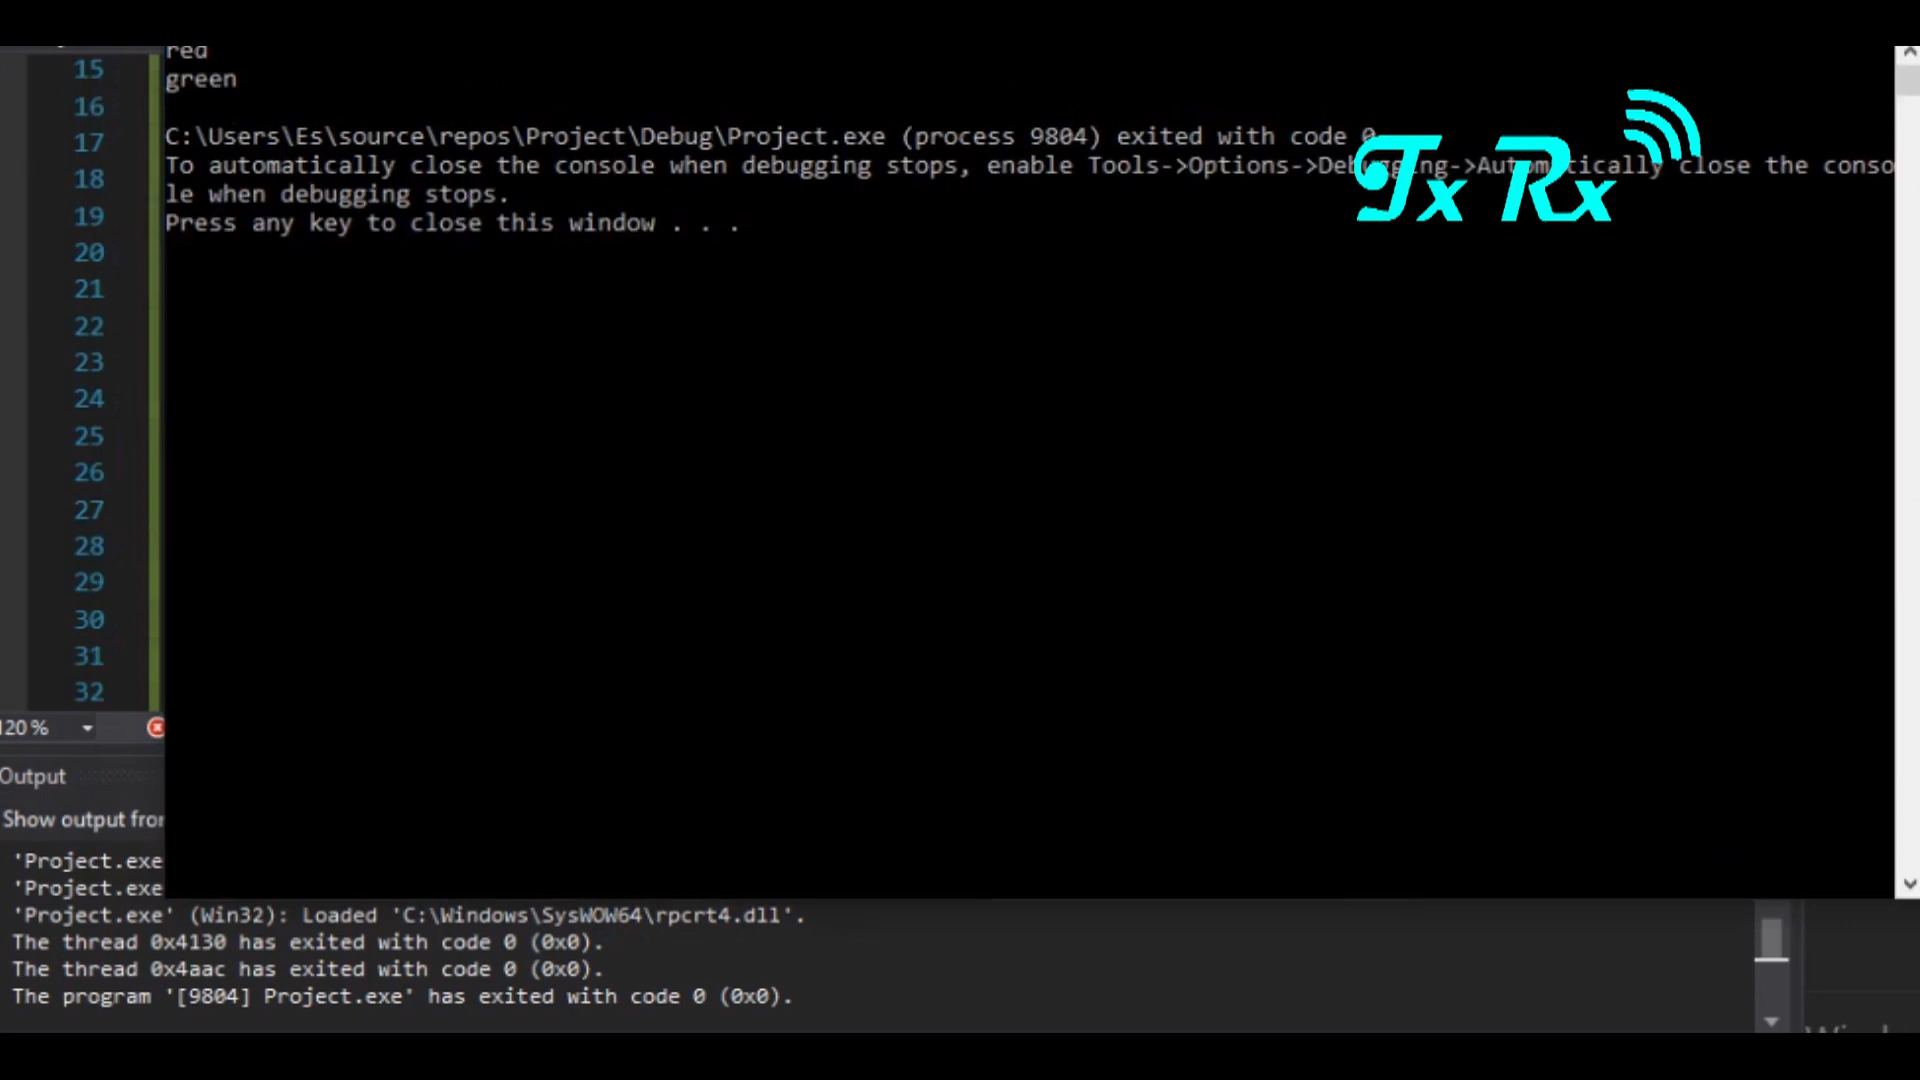 red
green
C:\Users\Es\source\repos\Project\Debug\Project.exe (process 9804) exited with code 0.
To automatically close the console when debugging stops, enable Tools->Options->Debugging->Automatically close the conso
le when debugging stops.
Press any key to close this window . . .
Tx Rx
15
16
17
18
19
20
21
22
23
24
25
26
27
28
29
30
31
32
120 %
Output
Show output from
'Project.exe
'Project.exe
'Project.exe' (Win32): Loaded 'C:\Windows\SysWOW64\rpcrt4.dll'.
The thread 0x4130 has exited with code 0 (0x0).
The thread 0x4aac has exited with code 0 (0x0).
The program '[9804] Project.exe' has exited with code 0 (0x0).